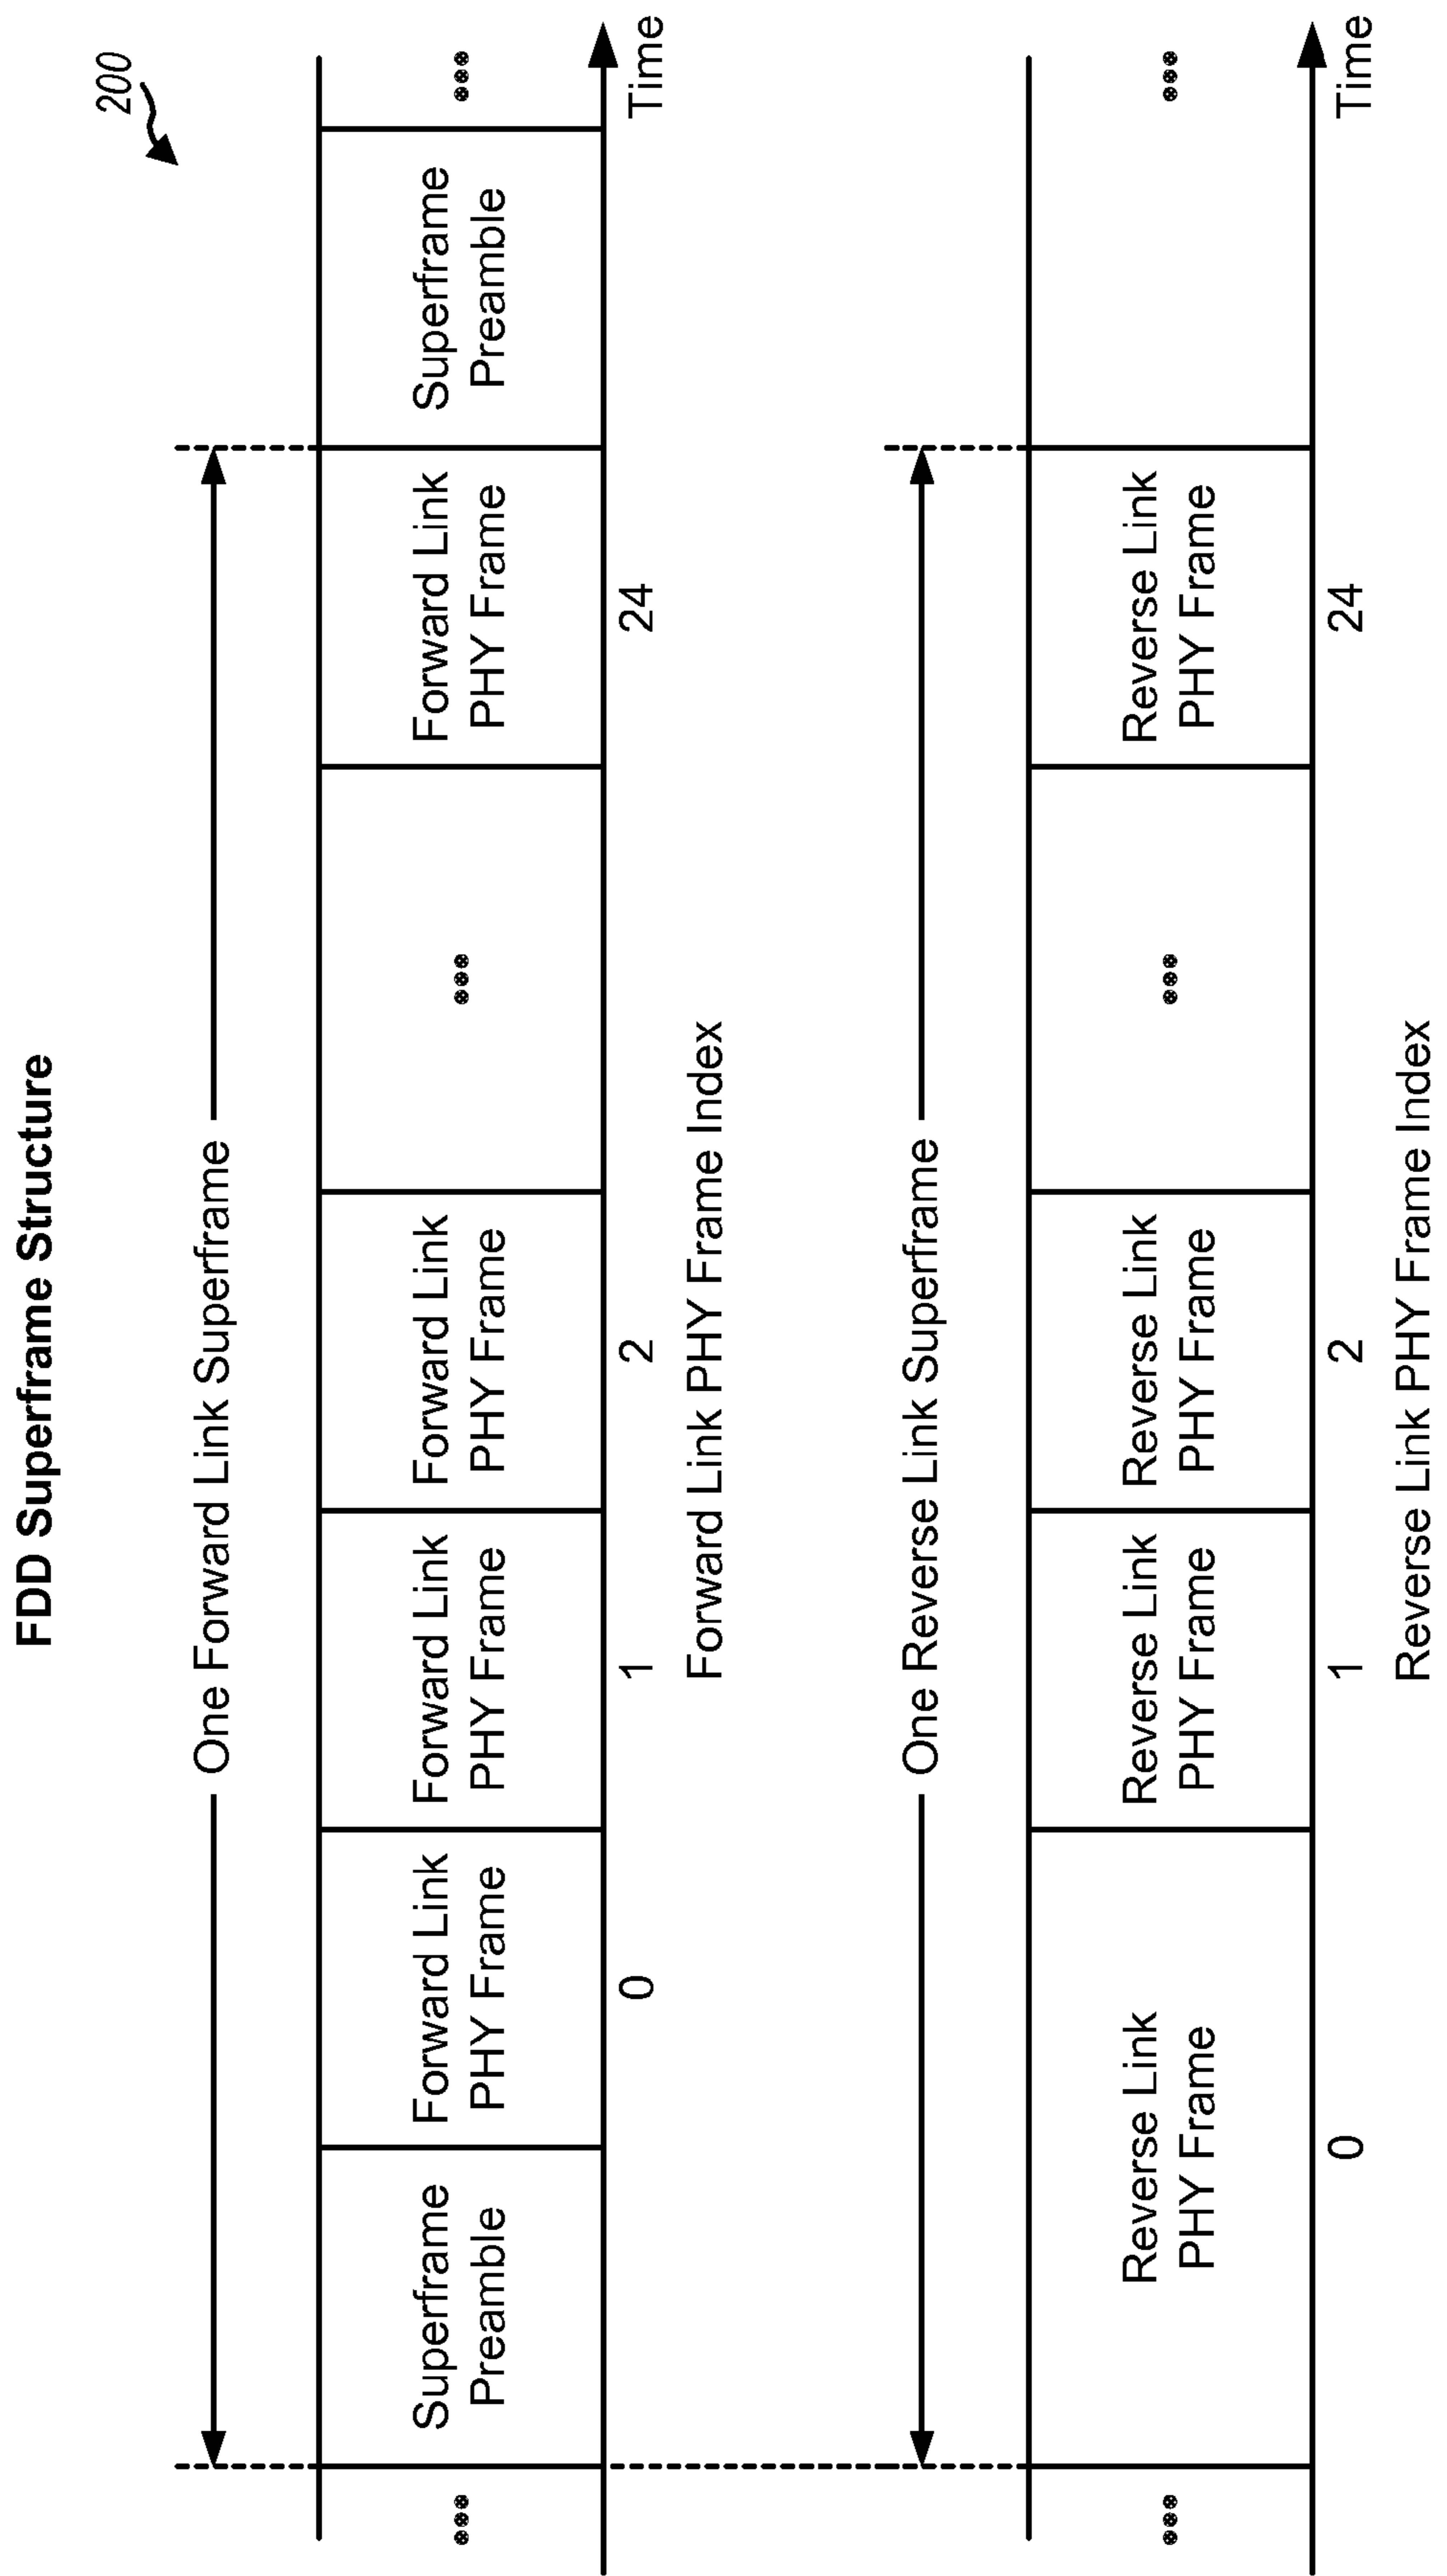 FDD Superframe Structure
200
One Forward Link Superframe
Superframe
Preamble
Forward Link
PHY Frame
Forward Link
PHY Frame
Forward Link
PHY Frame
Forward Link
PHY Frame
Superframe
Preamble
0
1
2
24
Time
Forward Link PHY Frame Index
One Reverse Link Superframe
Reverse Link
PHY Frame
Reverse Link
PHY Frame
Reverse Link
PHY Frame
Reverse Link
PHY Frame
0
1
2
24
Time
Reverse Link PHY Frame Index